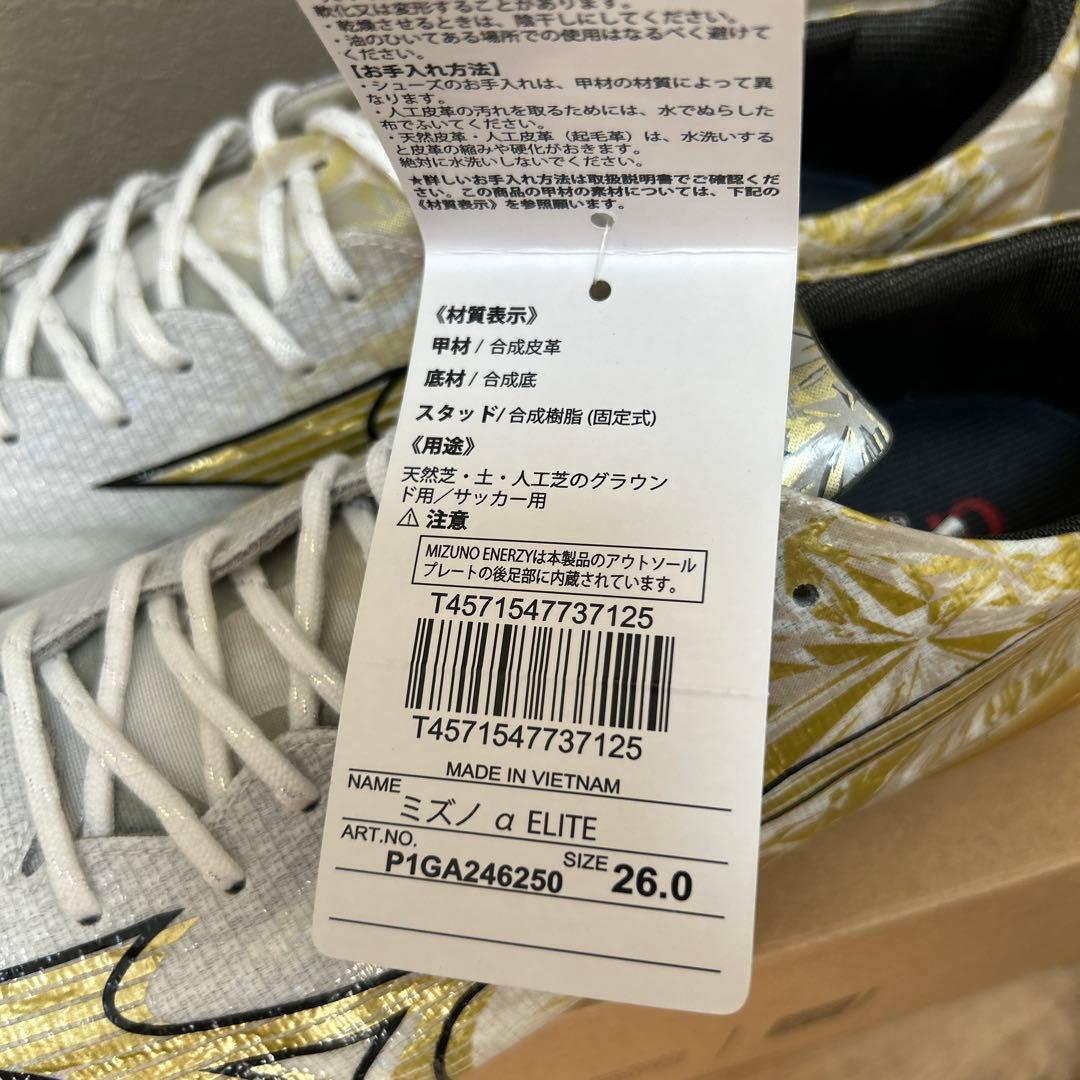 軟化又は変形することがあります。
・乾燥させるときは、陰干しにしてください。
・油のひいてある場所での使用はなるべく避けて
ください。
【お手入れ方法】
・シューズのお手入れは、甲材の材質によって異
なります。
・人工皮革の汚れを取るためには、水でぬらした
布でふいてください。
・天然皮革・人工皮革（起毛革）は、水洗いする
と皮革の縮みや硬化がおきます。
絶対に水洗いしないでください。
★詳しいお手入れ方法は取扱説明書でご確認くだ
さい。この商品の甲材の素材については、下記の
《材質表示》を参照願います。
《材質表示》
甲材 / 合成皮革
底材 / 合成底
スタッド/ 合成樹脂 (固定式)
《用途》
天然芝・土・人工芝のグラウン
ド用／サッカー用
⚠ 注意
MIZUNO ENERZYは本製品のアウトソール
プレートの後足部に内蔵されています。
T4571547737125
T4571547737125
MADE IN VIETNAM
NAME ミズノ α ELITE
ART.NO. P1GA246250 SIZE 26.0